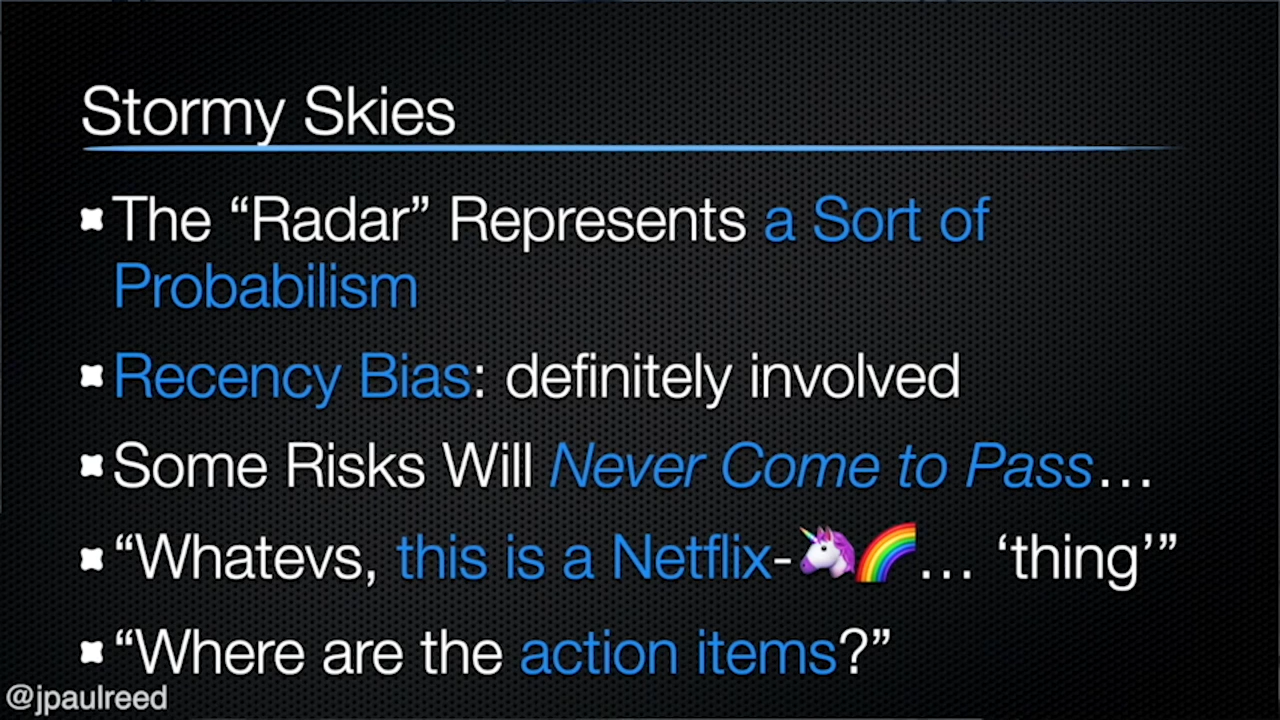 Stormy Skies
The “Radar” Represents a Sort of
Probabilism
Recency Bias: definitely involved
Some Risks Will Never Come to Pass…
“Whatevs, this is a Netflix-🦄🌈… ‘thing’”
“Where are the action items?”
@jpaulreed